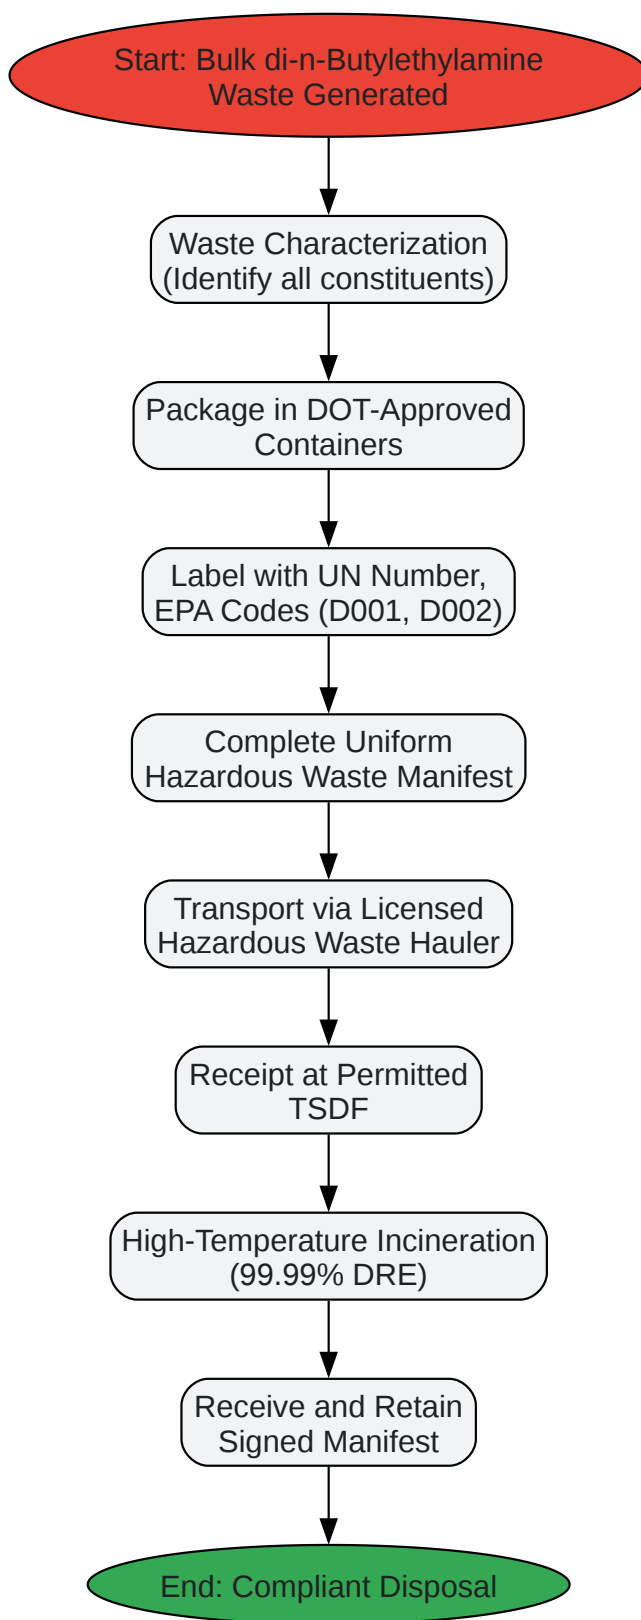 Start: Bulk di-n-Butylethylamine
Waste Generated
Waste Characterization
(Identify all constituents)
Package in DOT-Approved
Containers
Label with UN Number,
EPA Codes (D001, D002)
Complete Uniform
Hazardous Waste Manifest
Transport via Licensed
Hazardous Waste Hauler
Receipt at Permitted
TSDF
High-Temperature Incineration
(99.99% DRE)
Receive and Retain
Signed Manifest
End: Compliant Disposal